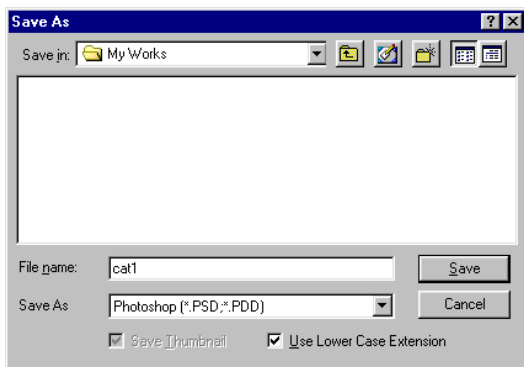 Save As
Save in: My Works
File name: cat1 Save
Save As Photoshop (*.PSD;*.PDD) Cancel
Save Thumbnail Use Lower Case Extension